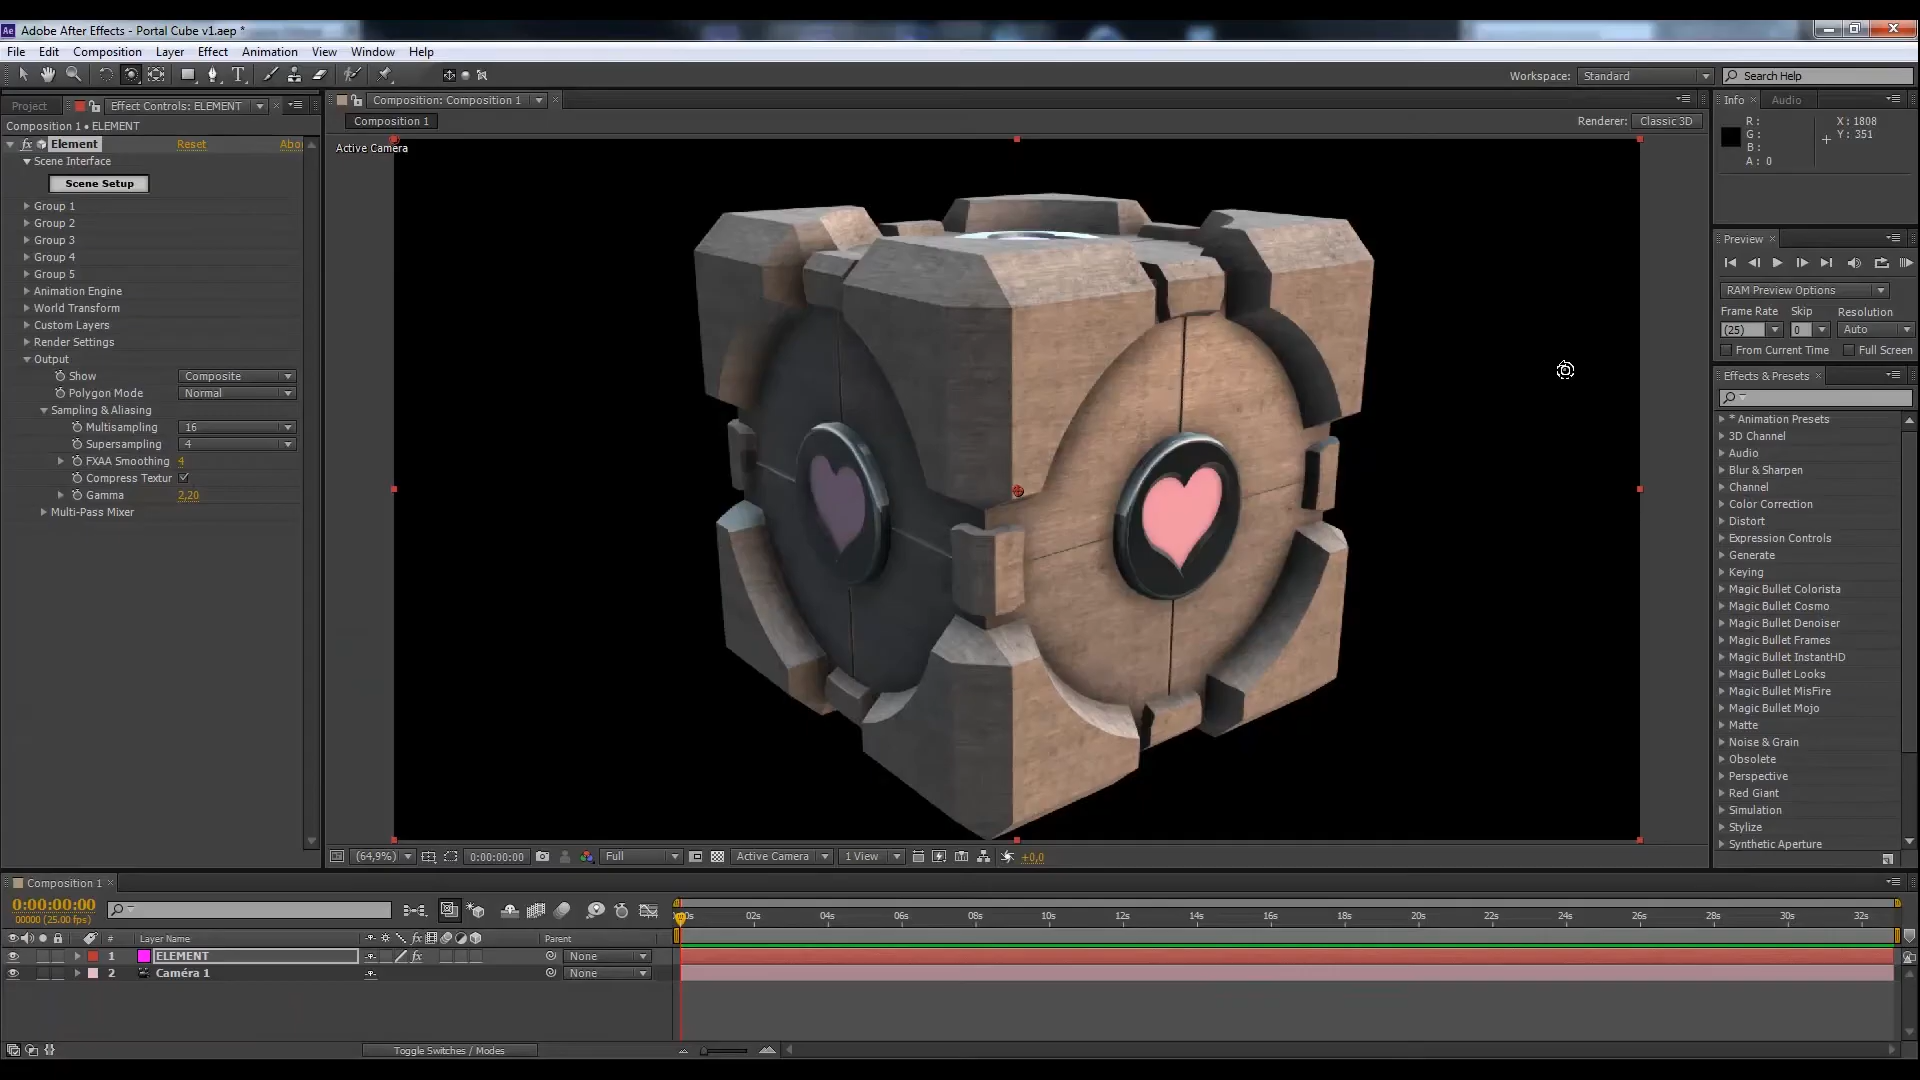 Ae Adobe After Effects - Portal Cube v1.aep *
File Edit Composition Layer Effect Animation View Window Help
Workspace: Standard Search Help
Project Effect Controls: ELEMENT
Composition 1 • ELEMENT
fx Element Reset Abo
Scene Interface
Scene Setup
Group 1
Group 2
Group 3
Group 4
Group 5
Animation Engine
World Transform
Custom Layers
Render Settings
Output
Show Composite
Polygon Mode Normal
Sampling & Aliasing
Multisampling 16
Supersampling 4
FXAA Smoothing 4
Compress Textur
Gamma 2,20
Multi-Pass Mixer
Composition: Composition 1
Composition 1
Renderer: Classic 3D
Active Camera
(64,9%) 0:00:00:00 Full Active Camera 1 View +0,0
Info Audio
R: X: 1808
G: Y: 351
B:
A: 0
Preview
RAM Preview Options
Frame Rate Skip Resolution
(25) 0 Auto
From Current Time Full Screen
Effects & Presets
* Animation Presets
3D Channel
Audio
Blur & Sharpen
Channel
Color Correction
Distort
Expression Controls
Generate
Keying
Magic Bullet Colorista
Magic Bullet Cosmo
Magic Bullet Denoiser
Magic Bullet Frames
Magic Bullet InstantHD
Magic Bullet Looks
Magic Bullet MisFire
Magic Bullet Mojo
Matte
Noise & Grain
Obsolete
Perspective
Red Giant
Simulation
Stylize
Synthetic Aperture
Composition 1
0:00:00:00
00000 (25.00 fps)
02s 04s 06s 08s 10s 12s 14s 16s 18s 20s 22s 24s 26s 28s 30s 32s
# Layer Name fx Parent
1 ELEMENT fx None
2 Caméra 1 None
Toggle Switches / Modes